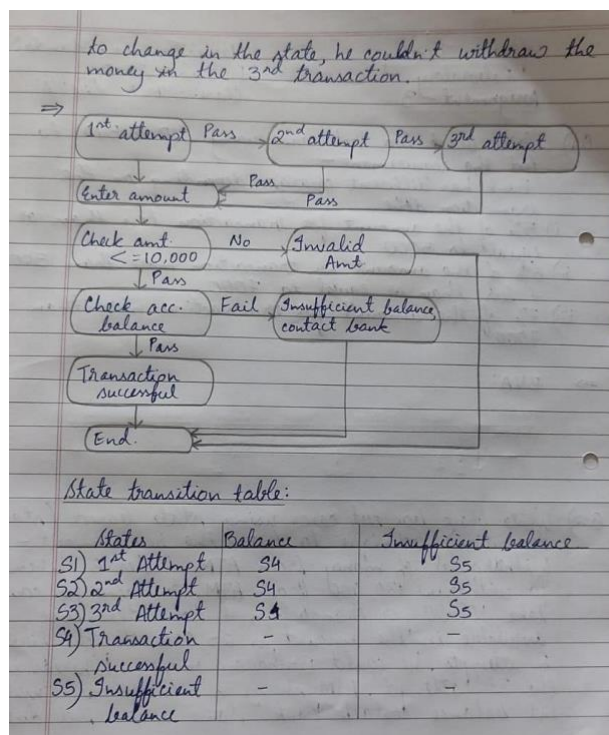 to change in the state, he couldn't withdraw the
money in the 3rd transaction.
⇒
1st attempt Pass 2nd attempt Pass 3rd attempt
Pass
Enter amount Pass
Check amt. No Invalid
<=10,000 Amt
Pass
Check acc. Fail Insufficient balance,
balance contact bank
Pass
Transaction
successful
End.
State transition table:
States Balance Insufficient balance
S1) 1st Attempt. S4 S5
S2) 2nd Attempt S4 S5
S3) 3rd Attempt S4 S5
S4) Transaction - -
successful
S5) Insufficient - -
balance